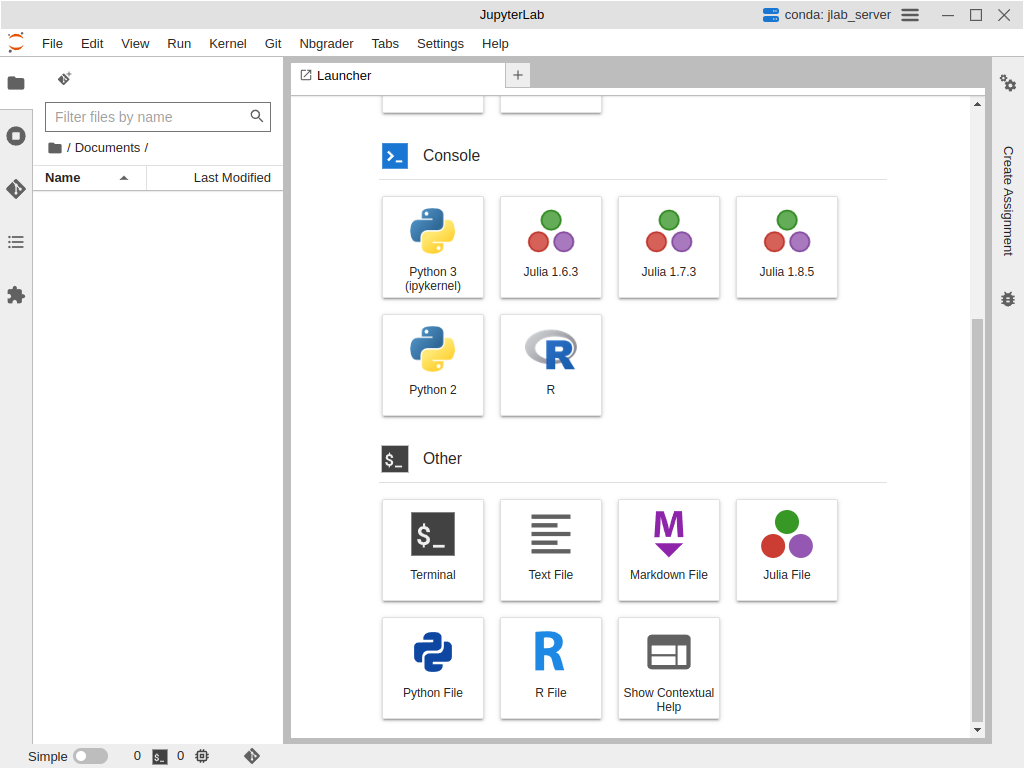 JupyterLab
conda: jlab_server
File Edit View Run Kernel Git Nbgrader Tabs Settings Help
Launcher
Filter files by name
/ Documents /
Name Last Modified
Console
Python 3
(ipykernel)
Julia 1.6.3
Julia 1.7.3
Julia 1.8.5
Python 2
R
Other
$_
Terminal
Text File
M
Markdown File
Julia File
Python File
R
R File
Show Contextual
Help
Create Assignment
Simple 0 $_ 0